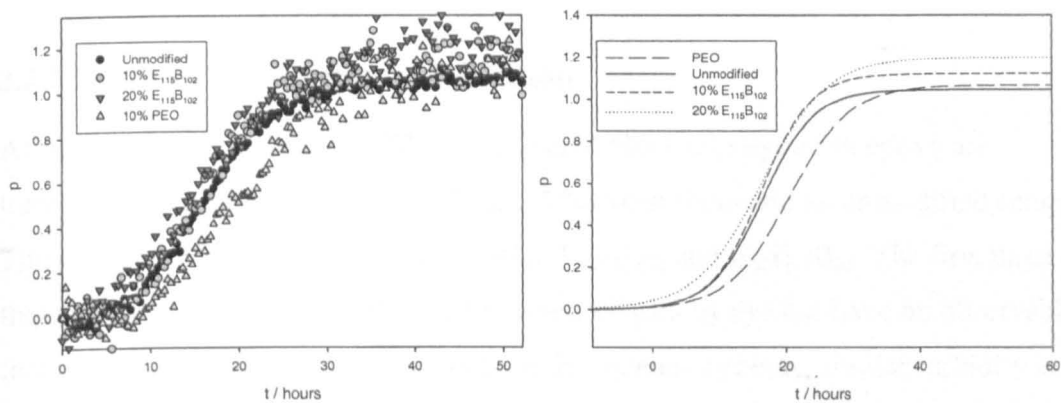 1.2
1.0
0.8
0.6
0.4
0.2
0.0
p
Unmodified
10% E₁₁₅B₁₀₂
20% E₁₁₅B₁₀₂
10% PEO
0 10 20 30 40 50
t / hours
1.4
1.2
1.0
0.8
0.6
0.4
0.2
0.0
p
PEO
Unmodified
10% E₁₁₅B₁₀₂
20% E₁₁₅B₁₀₂
20 40 60
t / hours